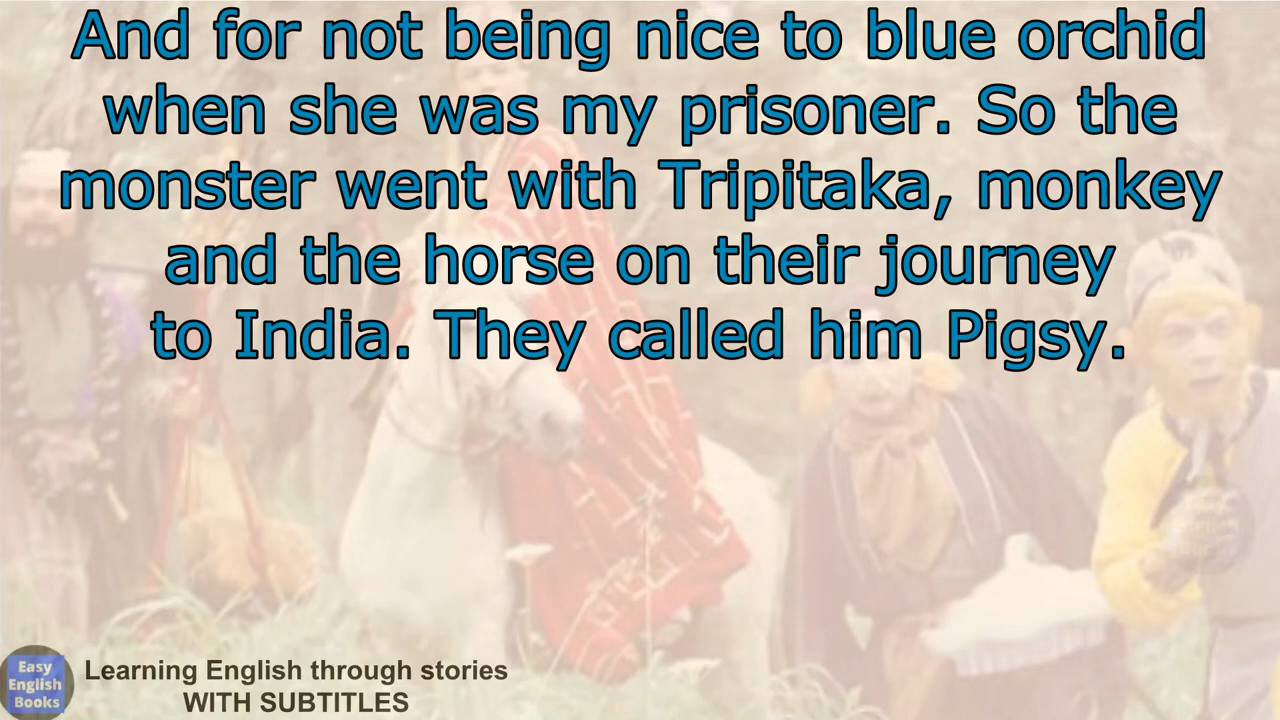 And for not being nice to blue orchid
when she was my prisoner. So the
monster went with Tripitaka, monkey
and the horse on their journey
to India. They called him Pigsy.
Easy
English
Books
Learning English through stories
WITH SUBTITLES